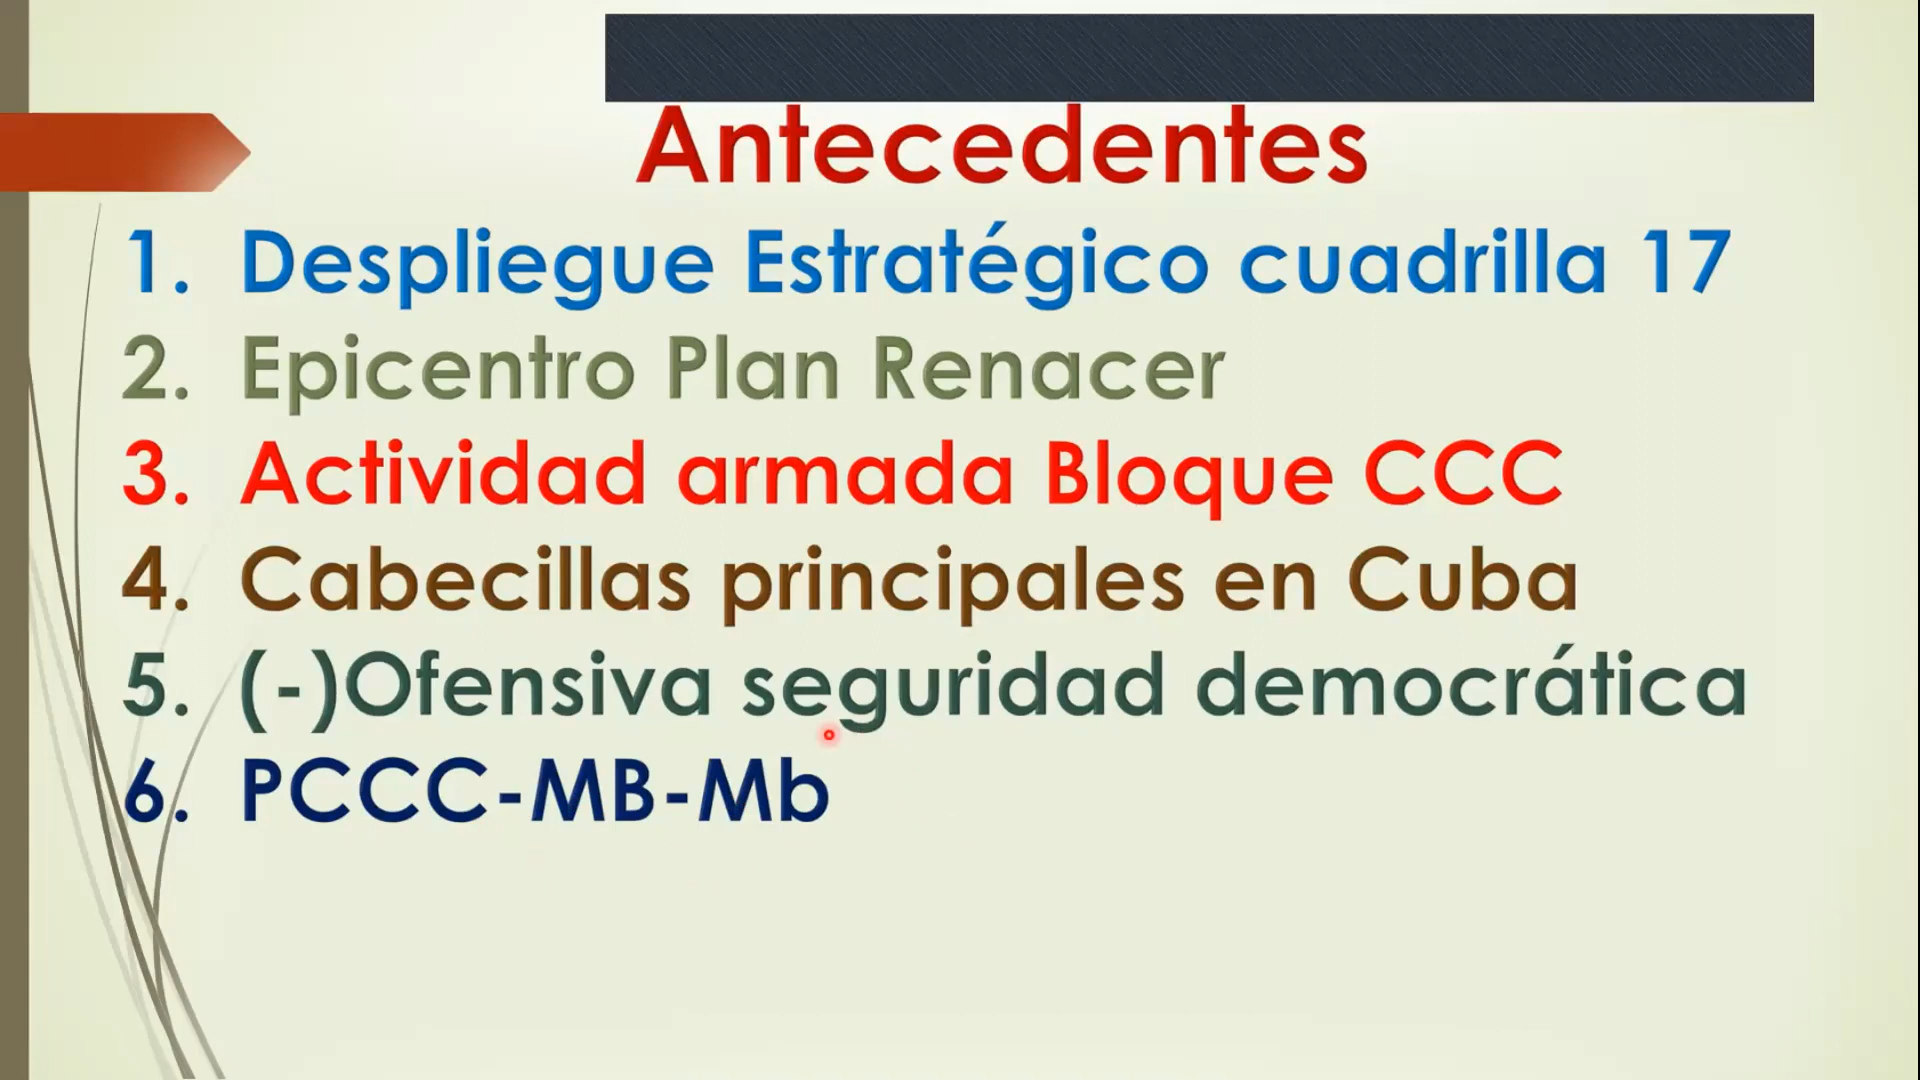 Antecedentes
1. Despliegue Estratégico cuadrilla 17
2. Epicentro Plan Renacer
3. Actividad armada Bloque CCC
4. Cabecillas principales en Cuba
5. (-)Ofensiva seguridad democrática
6. PCCC-MB-Mb